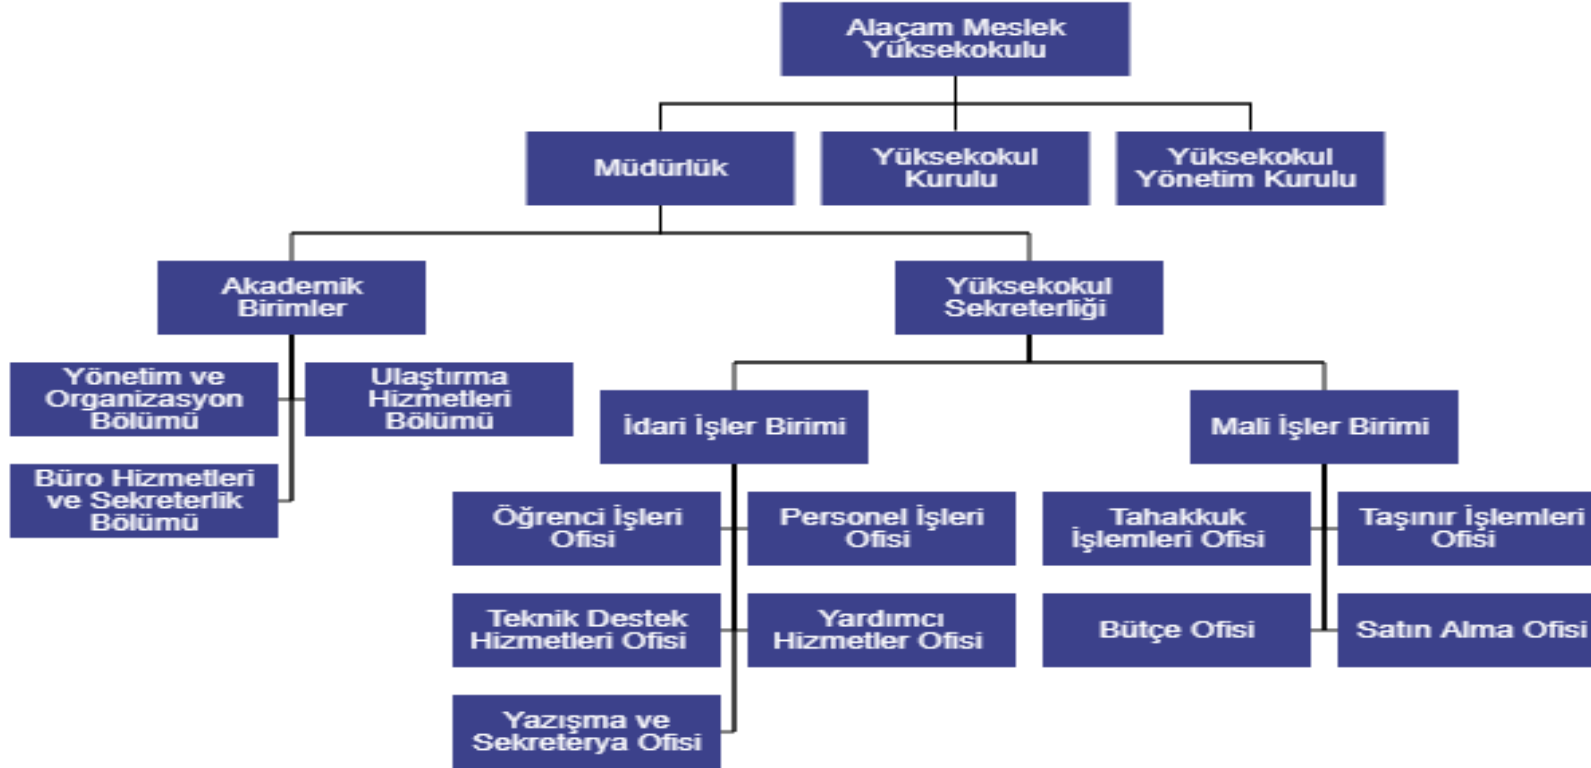 Alaçam Meslek
Yüksekokulu
Müdürlük
Yüksekokul
Kurulu
Yüksekokul
Yönetim Kurulu
Akademik
Birimler
Yüksekokul
Sekreterliği
Yönetim ve
Organizasyon
Bölümü
Ulaştırma
Hizmetleri
Bölümü
Büro Hizmetleri
ve Sekreterlik
Bölümü
İdari İşler Birimi
Mali İşler Birimi
Öğrenci İşleri
Ofisi
Personel İşleri
Ofisi
Tahakkuk
İşlemleri Ofisi
Taşınır İşlemleri
Ofisi
Teknik Destek
Hizmetleri Ofisi
Yardımcı
Hizmetler Ofisi
Bütçe Ofisi
Satın Alma Ofisi
Yazışma ve
Sekreterya Ofisi